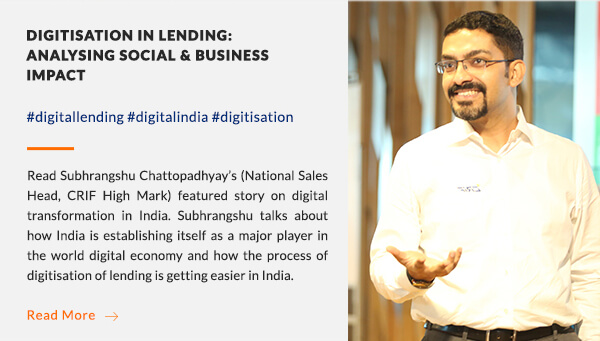 DIGITISATION IN LENDING:
ANALYSING SOCIAL & BUSINESS
IMPACT
#digitallending #digitalindia #digitisation
Read Subhrangshu Chattopadhyay’s (National Sales
Head, CRIF High Mark) featured story on digital
transformation in India. Subhrangshu talks about
how India is establishing itself as a major player in
the world digital economy and how the process of
digitisation of lending is getting easier in India.
Read More →